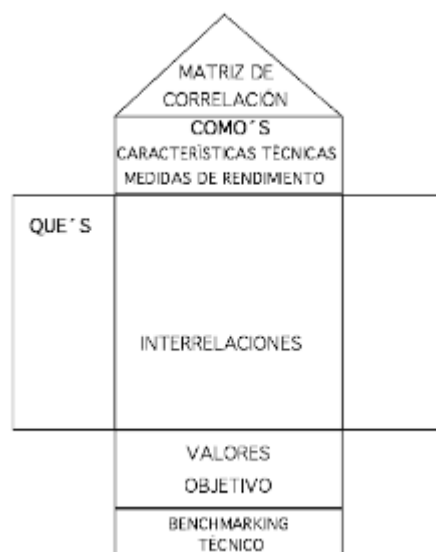 MATRIZ DE
CORRELACIÓN
COMO´S
CARACTERÍSTICAS TÉCNICAS
MEDIDAS DE RENDIMIENTO
QUE´S
INTERRELACIONES
VALORES
OBJETIVO
BENCHMARKING
TÉCNICO